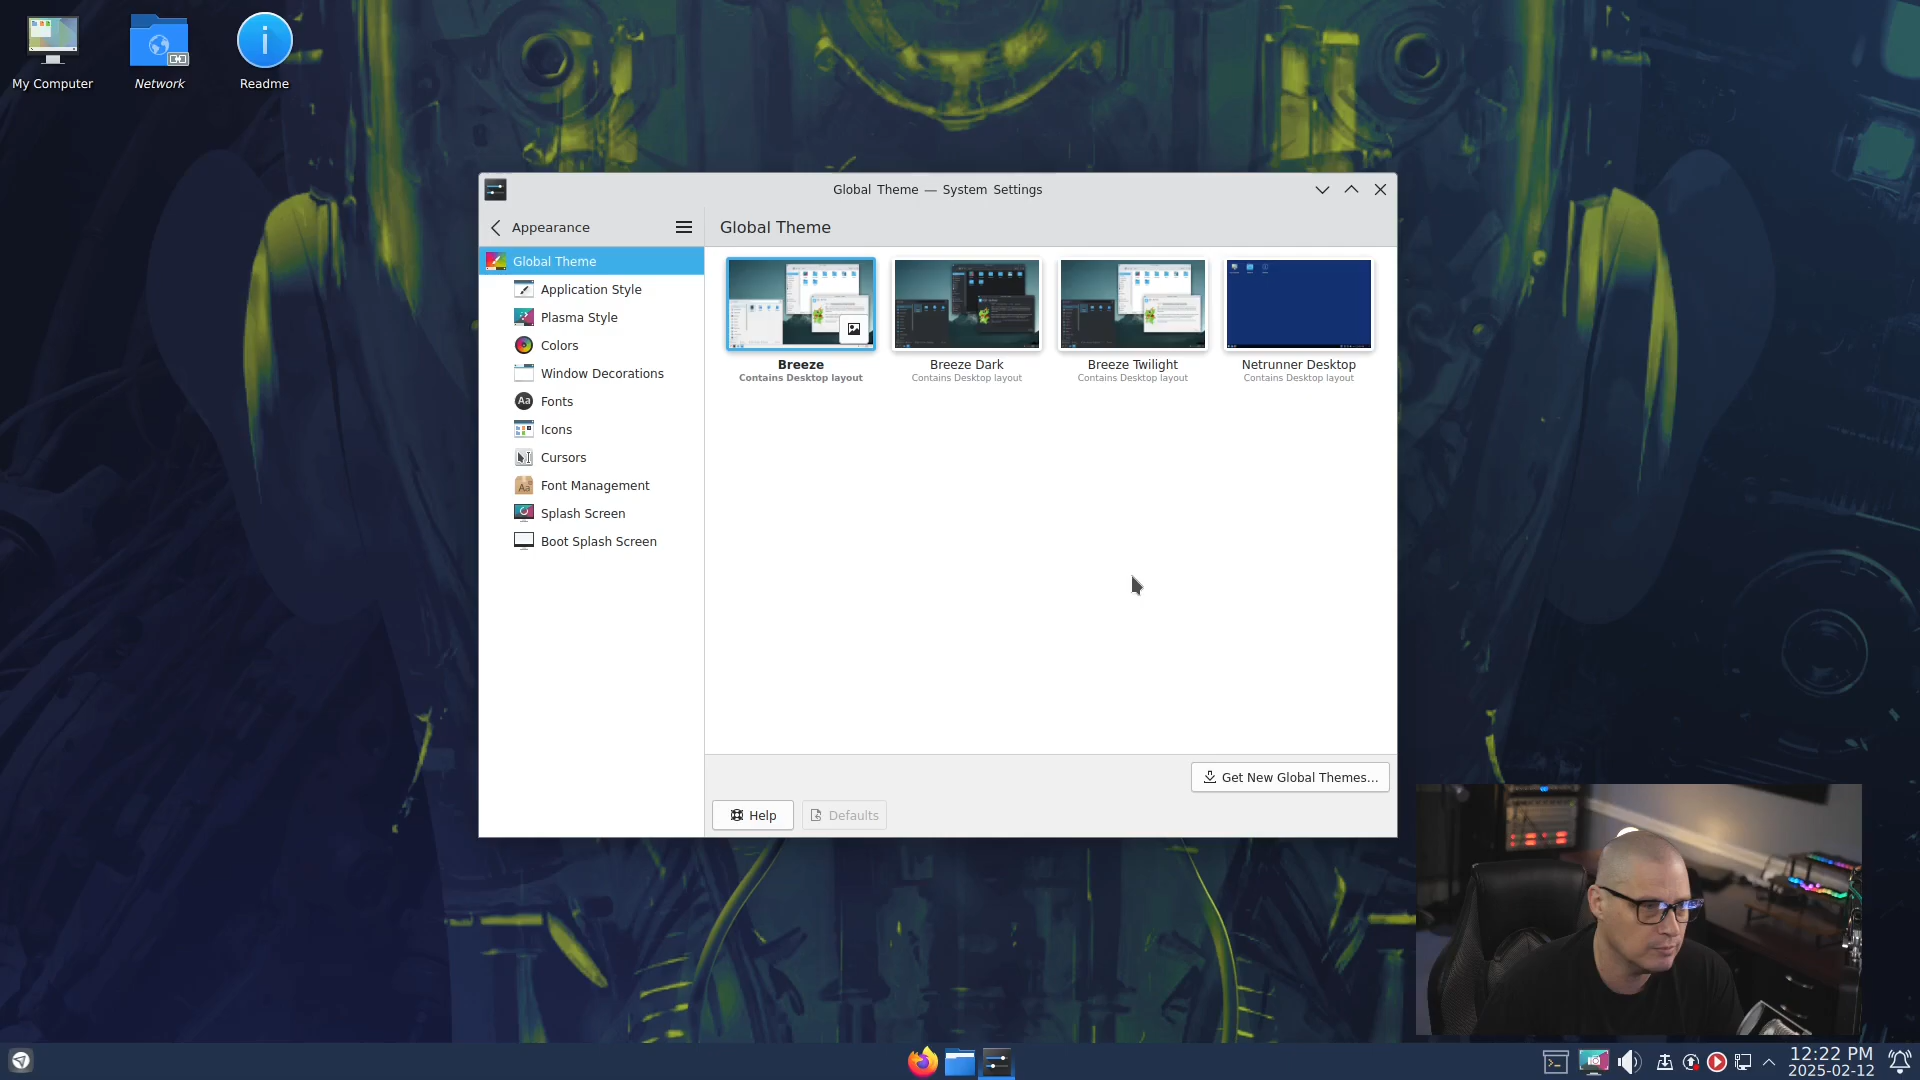 My Computer
Network
Readme
Global Theme — System Settings
Appearance
Global Theme
Global Theme
Application Style
Plasma Style
Colors
Window Decorations
Fonts
Icons
Cursors
Font Management
Splash Screen
Boot Splash Screen
Breeze
Contains Desktop layout
Breeze Dark
Contains Desktop layout
Breeze Twilight
Contains Desktop layout
Netrunner Desktop
Contains Desktop layout
Get New Global Themes...
Help
Defaults
12:22 PM
2025-02-12